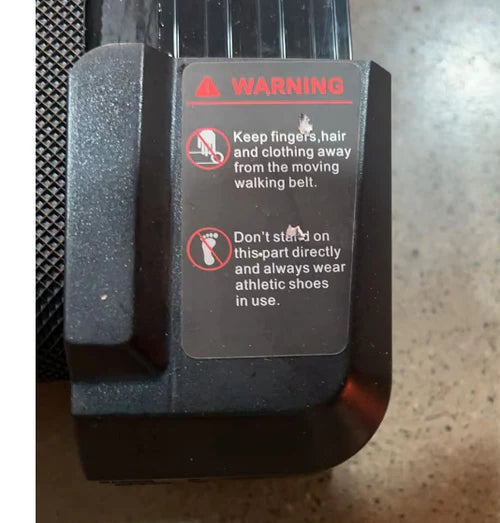 WARNING
Keep fingers,hair
and clothing away
from the moving
walking belt.
Don't stand on
this part directly
and always wear
athletic shoes
in use.